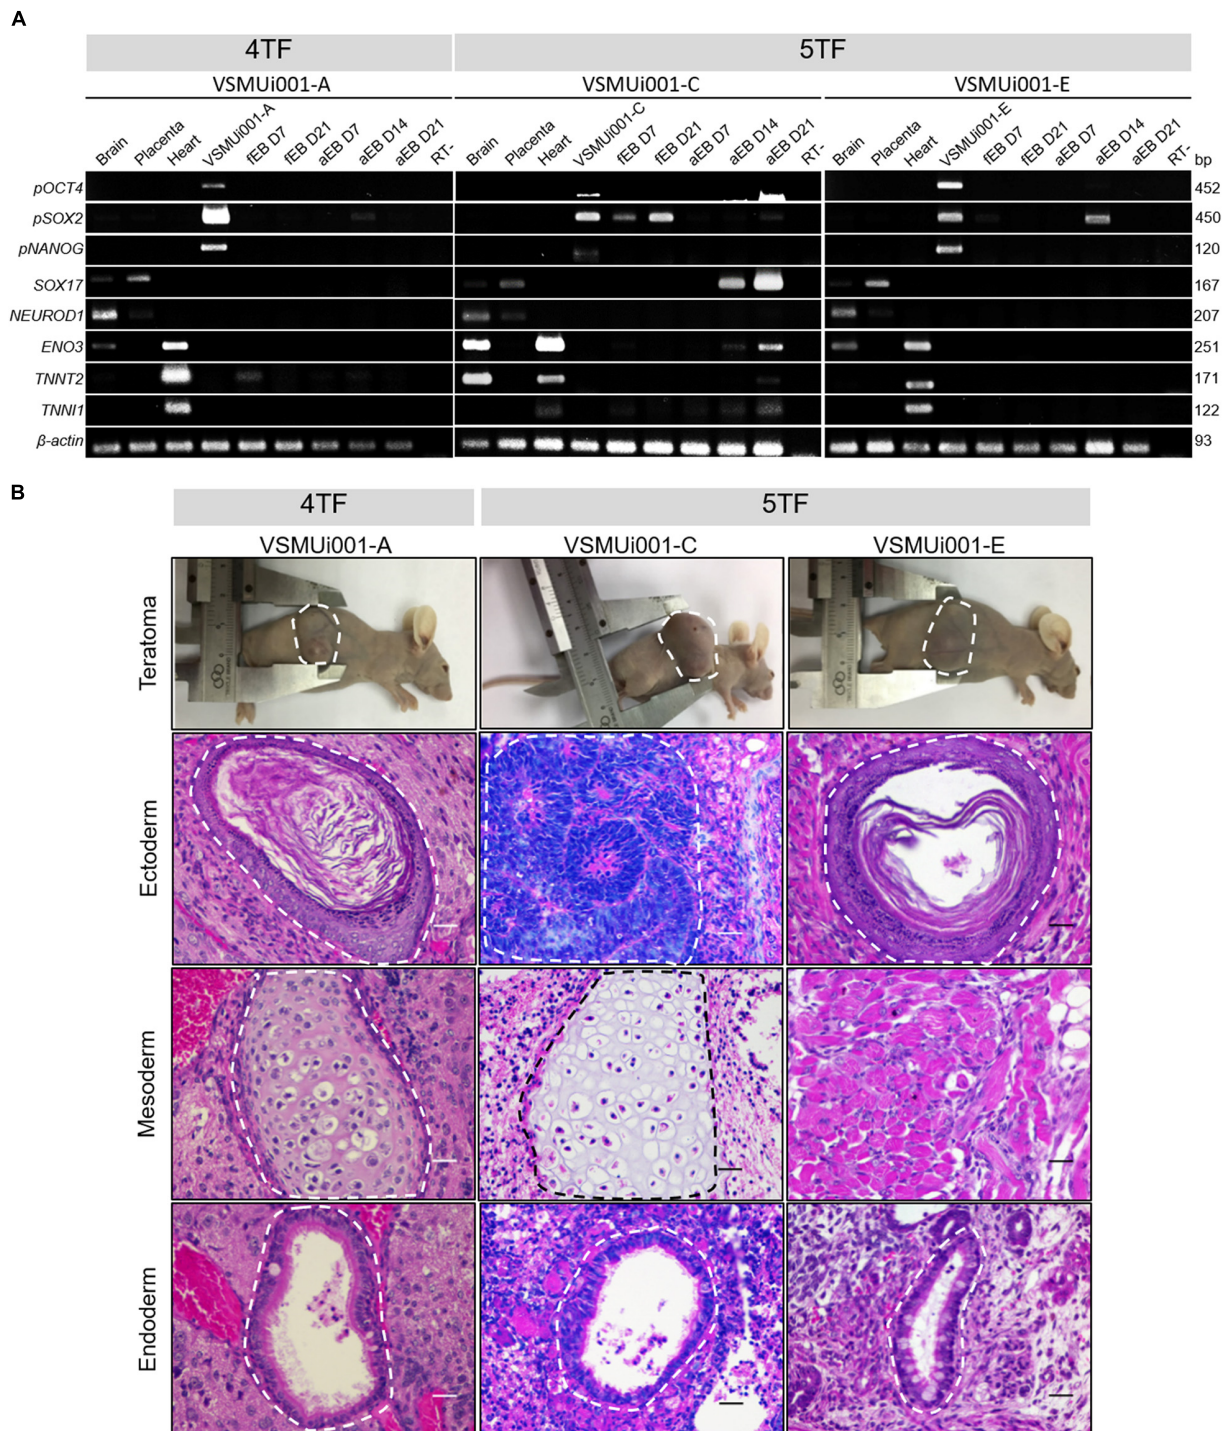 A
4TF
5TF
VSMUi001-A
VSMUi001-C
VSMUi001-E
Brain
Placenta
Heart
VSMUi001-A
fEB D7
fEB D21
aEB D7
aEB D14
aEB D21
RT-
Brain
Placenta
Heart
VSMUi001-C
fEB D7
fEB D21
aEB D7
aEB D14
aEB D21
RT-
Brain
Placenta
Heart
VSMUi001-E
fEB D7
fEB D21
aEB D7
aEB D14
aEB D21
RT-
bp
pOCT4 452
pSOX2 450
pNANOG 120
SOX17 167
NEUROD1 207
ENO3 251
TNNT2 171
TNNI1 122
β-actin 93
B
4TF
5TF
VSMUi001-A
VSMUi001-C
VSMUi001-E
Teratoma
Ectoderm
Mesoderm
Endoderm